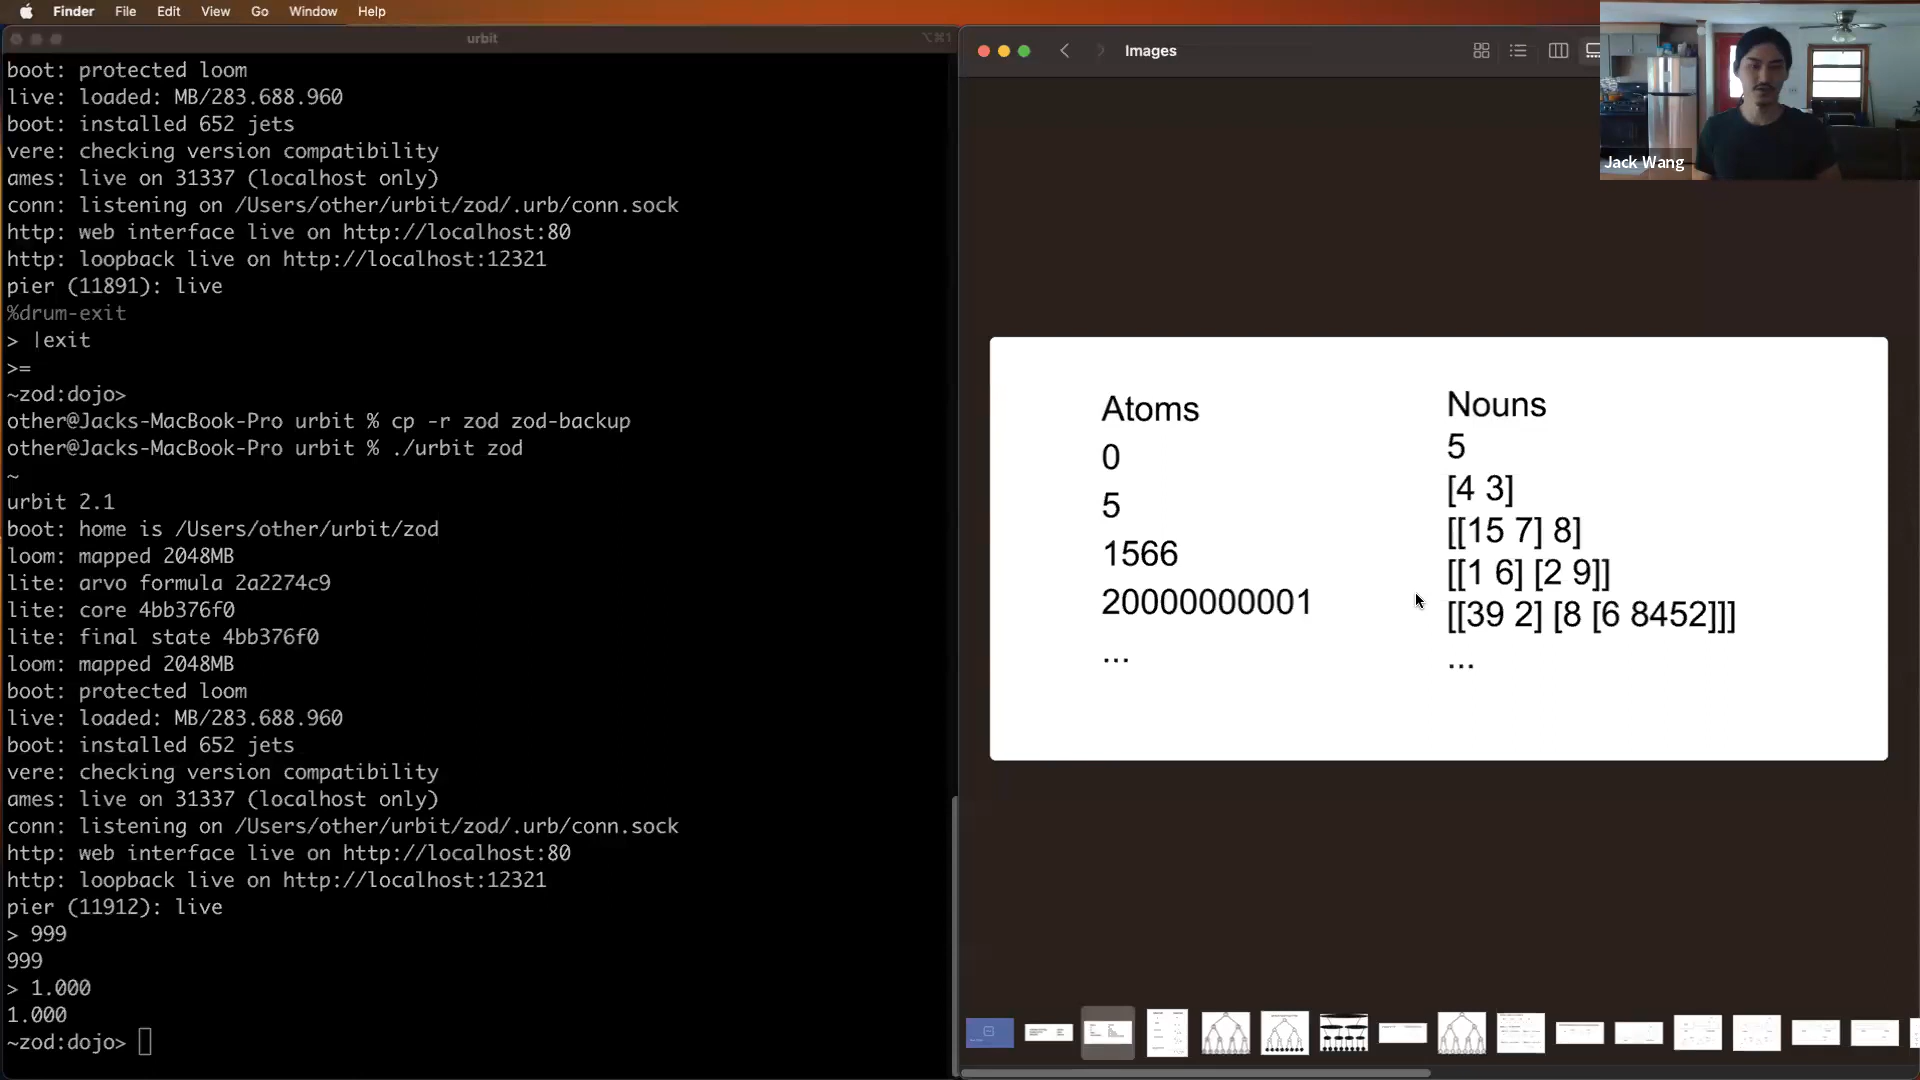 Finder File Edit View Go Window Help
urbit ⌥⌘1
boot: protected loom
live: loaded: MB/283.688.960
boot: installed 652 jets
vere: checking version compatibility
ames: live on 31337 (localhost only)
conn: listening on /Users/other/urbit/zod/.urb/conn.sock
http: web interface live on http://localhost:80
http: loopback live on http://localhost:12321
pier (11891): live
%drum-exit
> |exit
>=
~zod:dojo>
other@Jacks-MacBook-Pro urbit % cp -r zod zod-backup
other@Jacks-MacBook-Pro urbit % ./urbit zod
~
urbit 2.1
boot: home is /Users/other/urbit/zod
loom: mapped 2048MB
lite: arvo formula 2a2274c9
lite: core 4bb376f0
lite: final state 4bb376f0
loom: mapped 2048MB
boot: protected loom
live: loaded: MB/283.688.960
boot: installed 652 jets
vere: checking version compatibility
ames: live on 31337 (localhost only)
conn: listening on /Users/other/urbit/zod/.urb/conn.sock
http: web interface live on http://localhost:80
http: loopback live on http://localhost:12321
pier (11912): live
> 999
999
> 1.000
1.000
~zod:dojo>
Images
Jack Wang
Atoms
0
5
1566
20000000001
...
Nouns
5
[4 3]
[[15 7] 8]
[[1 6] [2 9]]
[[39 2] [8 [6 8452]]]
...